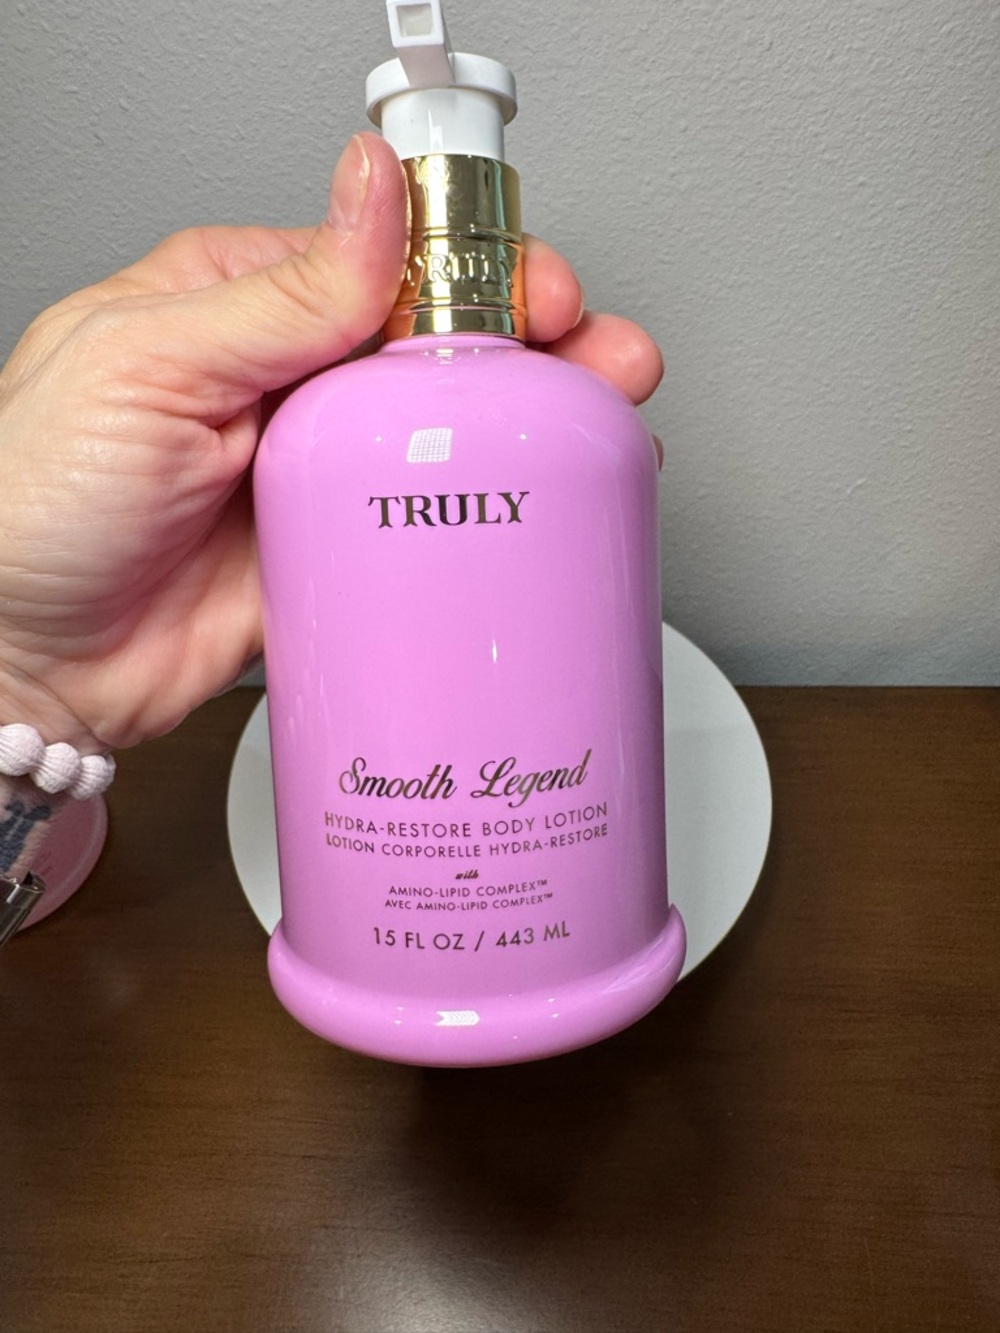 TRULY
TRULY
Smooth Legend
HYDRA-RESTORE BODY LOTION
LOTION CORPORELLE HYDRA-RESTORE
with
AMINO-LIPID COMPLEX™
AVEC AMINO-LIPID COMPLEX™
15 FL OZ / 443 ML